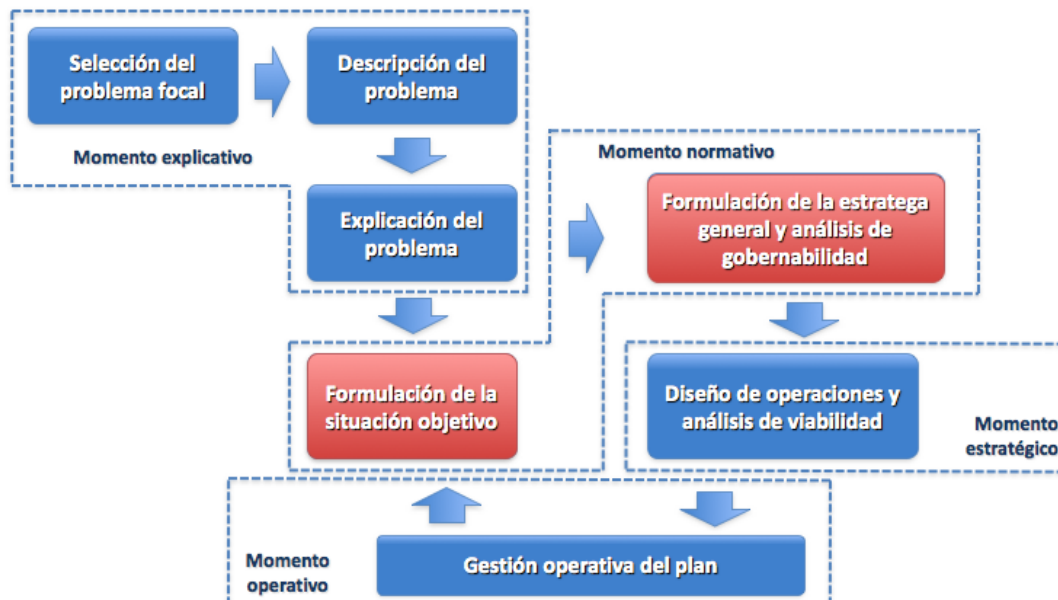 Selección del
problema focal
Descripción del
problema
Momento explicativo
Momento normativo
Explicación del
problema
Formulación de la estratega
general y análisis de
gobernabilidad
Formulación de la
situación objetivo
Diseño de operaciones y
análisis de viabilidad
Momento
estratégico
Momento
operativo
Gestión operativa del plan